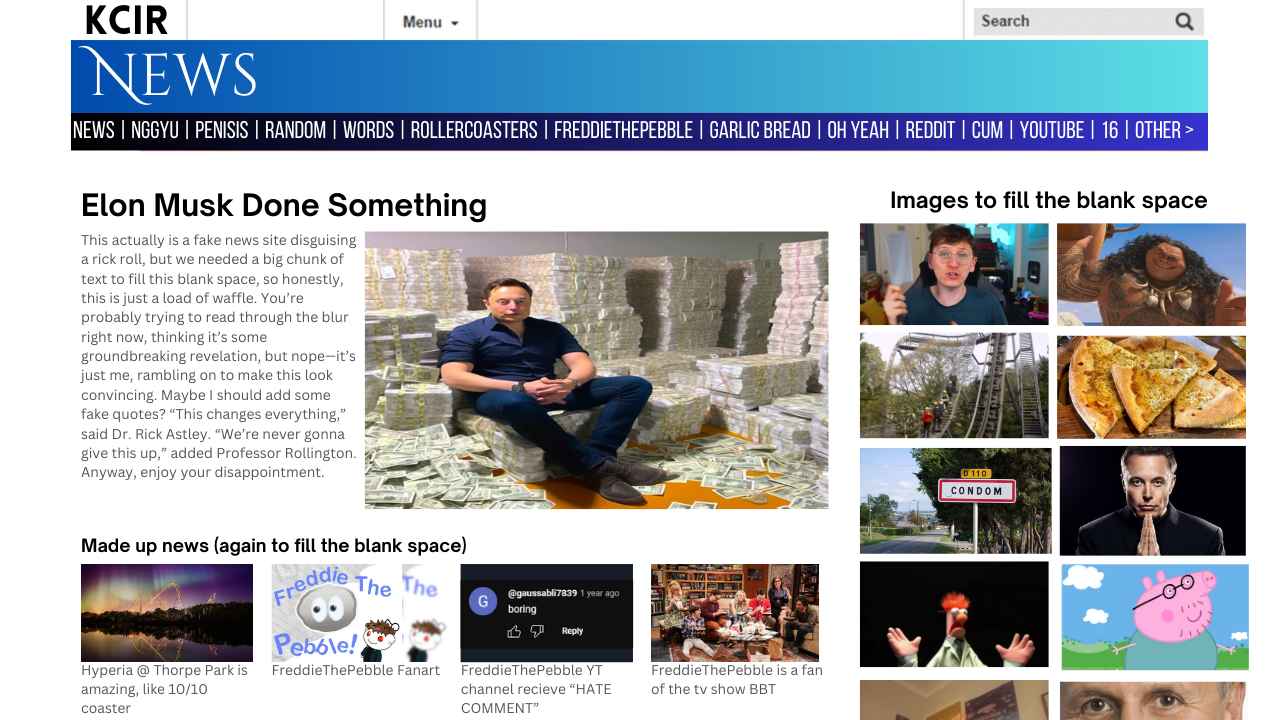 KCIR
Menu
Search
NEWS
NEWS | NGGYU | PENISIS | RANDOM | WORDS | ROLLERCOASTERS | FREDDIETHEPEBBLE | GARLIC BREAD | OH YEAH | REDDIT | CUM | YOUTUBE | 16 | OTHER >
Elon Musk Done Something
This actually is a fake news site disguising
a rick roll, but we needed a big chunk of
text to fill this blank space, so honestly,
this is just a load of waffle. You’re
probably trying to read through the blur
right now, thinking it’s some
groundbreaking revelation, but nope—it’s
just me, rambling on to make this look
convincing. Maybe I should add some
fake quotes? “This changes everything,”
said Dr. Rick Astley. “We’re never gonna
give this up,” added Professor Rollington.
Anyway, enjoy your disappointment.
Images to fill the blank space
D 110
CONDOM
Made up news (again to fill the blank space)
Hyperia @ Thorpe Park is
amazing, like 10/10
coaster
Freddie The
Pebble!
The
FreddieThePebble Fanart
G
@gaussabli7839 1 year ago
boring
Reply
FreddieThePebble YT
channel recieve “HATE
COMMENT”
FreddieThePebble is a fan
of the tv show BBT